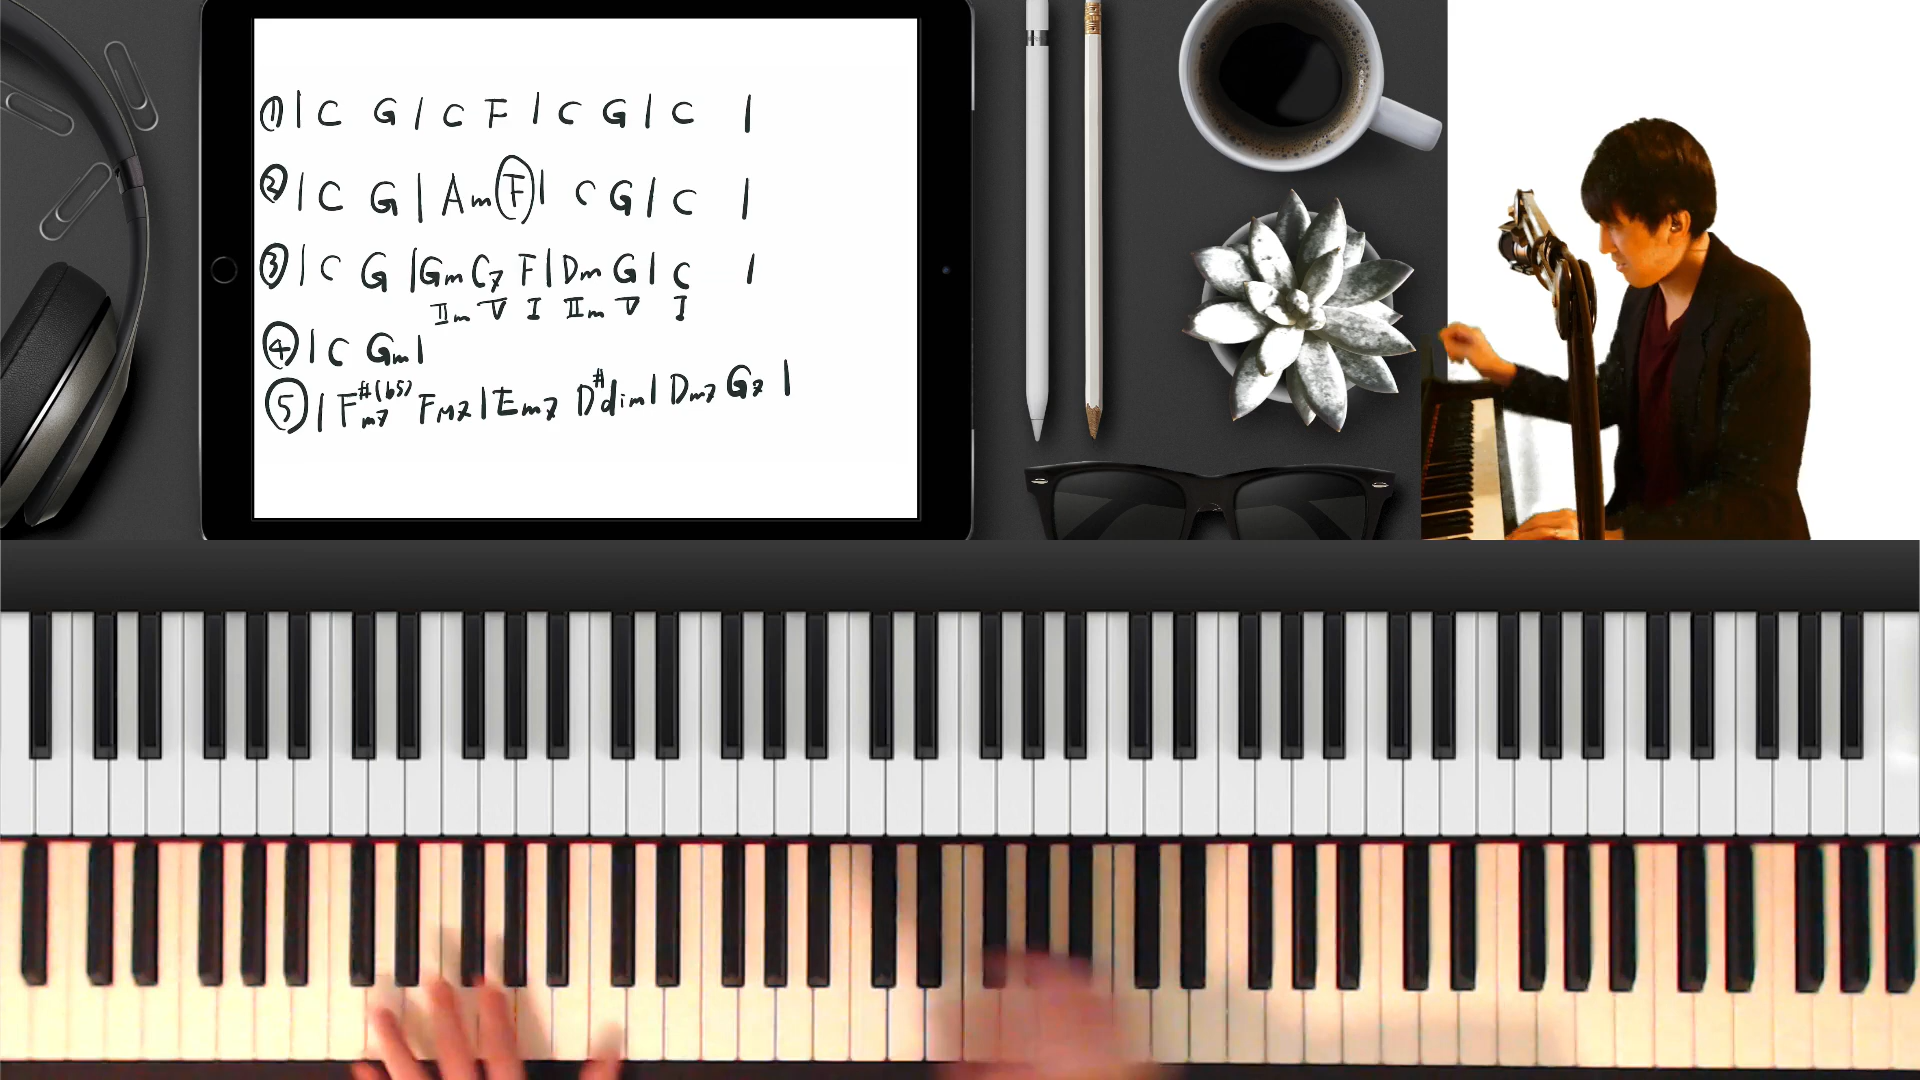 ① | C G | C F | C G | C |
② | C G | Am F | C G | C |
③ | C G | Gm C7 F | Dm G | C |
IIm V I IIm V I
④ | C Gm |
⑤ | F#m7(b5) FM7 | Em7 D#dim | Dm7 G7 |